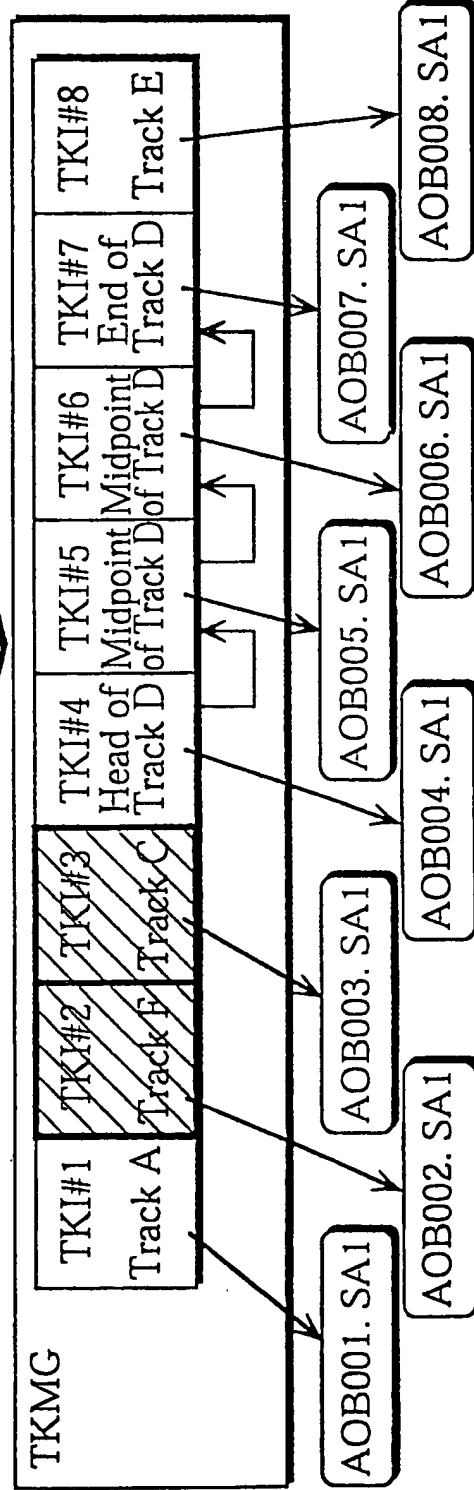 TKMG
TKI#1
Track A
TKI#2
Track
TKI#3
Track C
TKI#4
Head of
Track D
TKI#5
Midpoint
of Track D
TKI#6
Midpoint
of Track D
TKI#7
End of
Track D
TKI#8
Track E
AOB001. SA1
AOB002. SA1
AOB003. SA1
AOB004. SA1
AOB005. SA1
AOB006. SA1
AOB007. SA1
AOB008. SA1